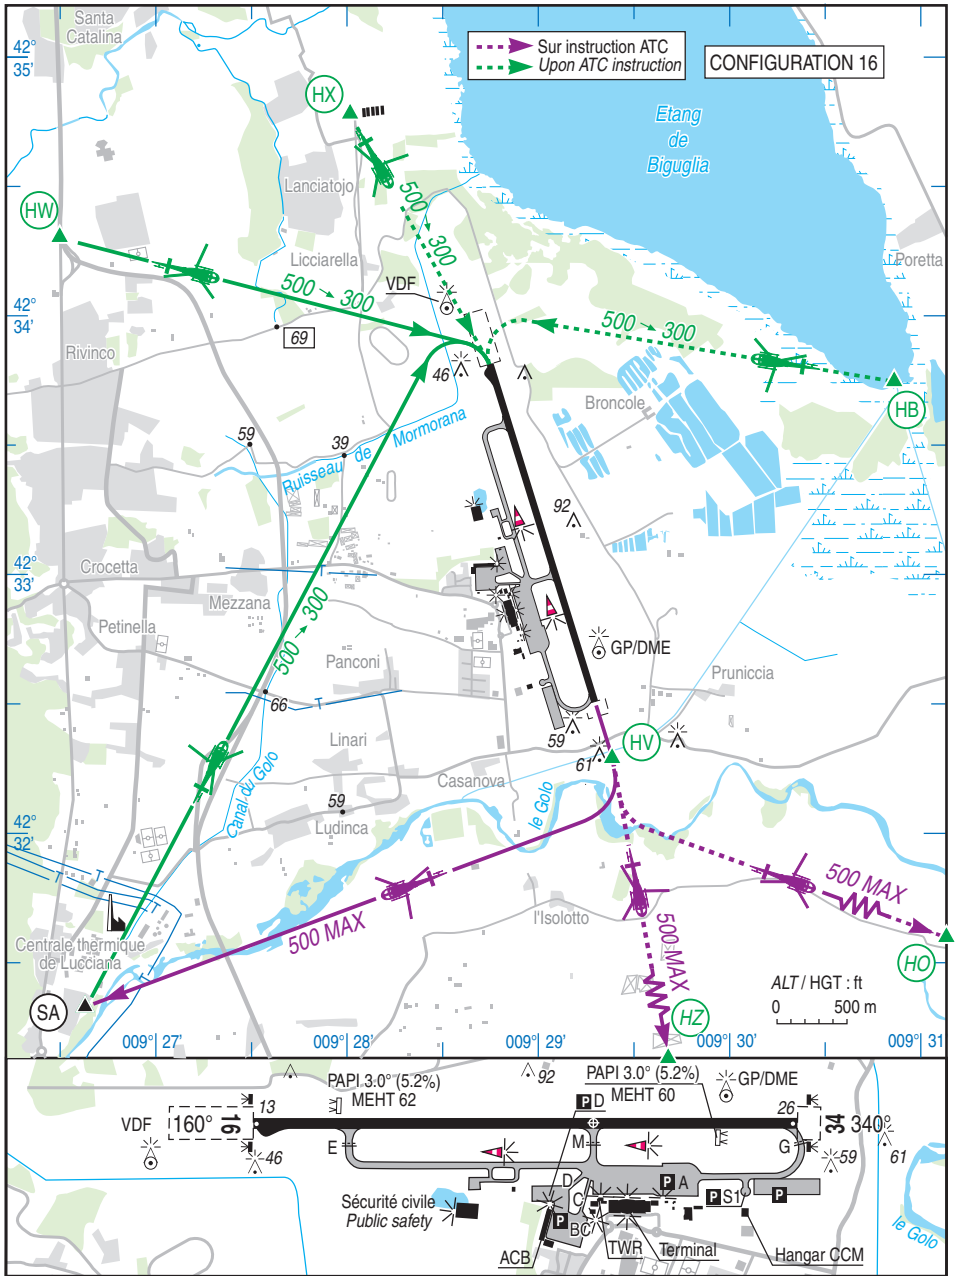 Santa
Catalina
42°
35'
Sur instruction ATC
Upon ATC instruction
CONFIGURATION 16
HX
Etang
de
Biguglia
Lanciatojo
500 → 300
HW
Licciarella
Poretta
VDF
500 → 300
42°
34'
500 → 300
69
Rivinco
46
HB
Broncole
59
39
Ruisseau de Mormorana
92
42°
33'
Crocetta
Mezzana
Petinella
500 → 300
GP/DME
Panconi
Pruniccia
66
Linari
59
HV
61
Casanova
Canal du Golo
le Golo
59
Ludinca
42°
32'
500 MAX
500 MAX
l'Isolotto
500 MAX
Centrale thermique
de Lucciana
HO
ALT / HGT : ft
0 500 m
SA
HZ
009° 27'
009° 28'
009° 29'
009° 30
009° 31
PAPI 3.0° (5.2%)
MEHT 62
92
PAPI 3.0° (5.2%)
MEHT 60
GP/DME
13
P D
26
VDF
160° 16
34 340°
E
M
G
46
59
61
D
P A
C
P S1
P
Sécurité civile
Public safety
P
BC
le Golo
ACB
TWR
Terminal
Hangar CCM